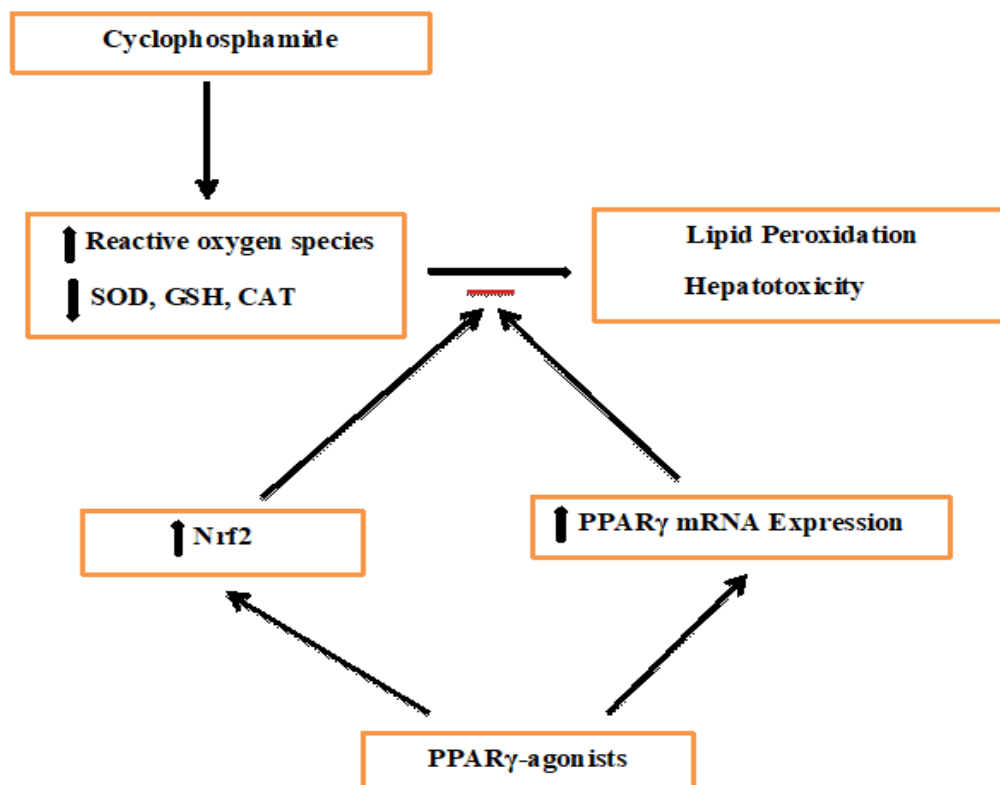 Cyclophosphamide
Reactive oxygen species
SOD, GSH, CAT
Lipid Peroxidation
Hepatotoxicity
Nrf2
PPARγ mRNA Expression
PPARγ-agonists